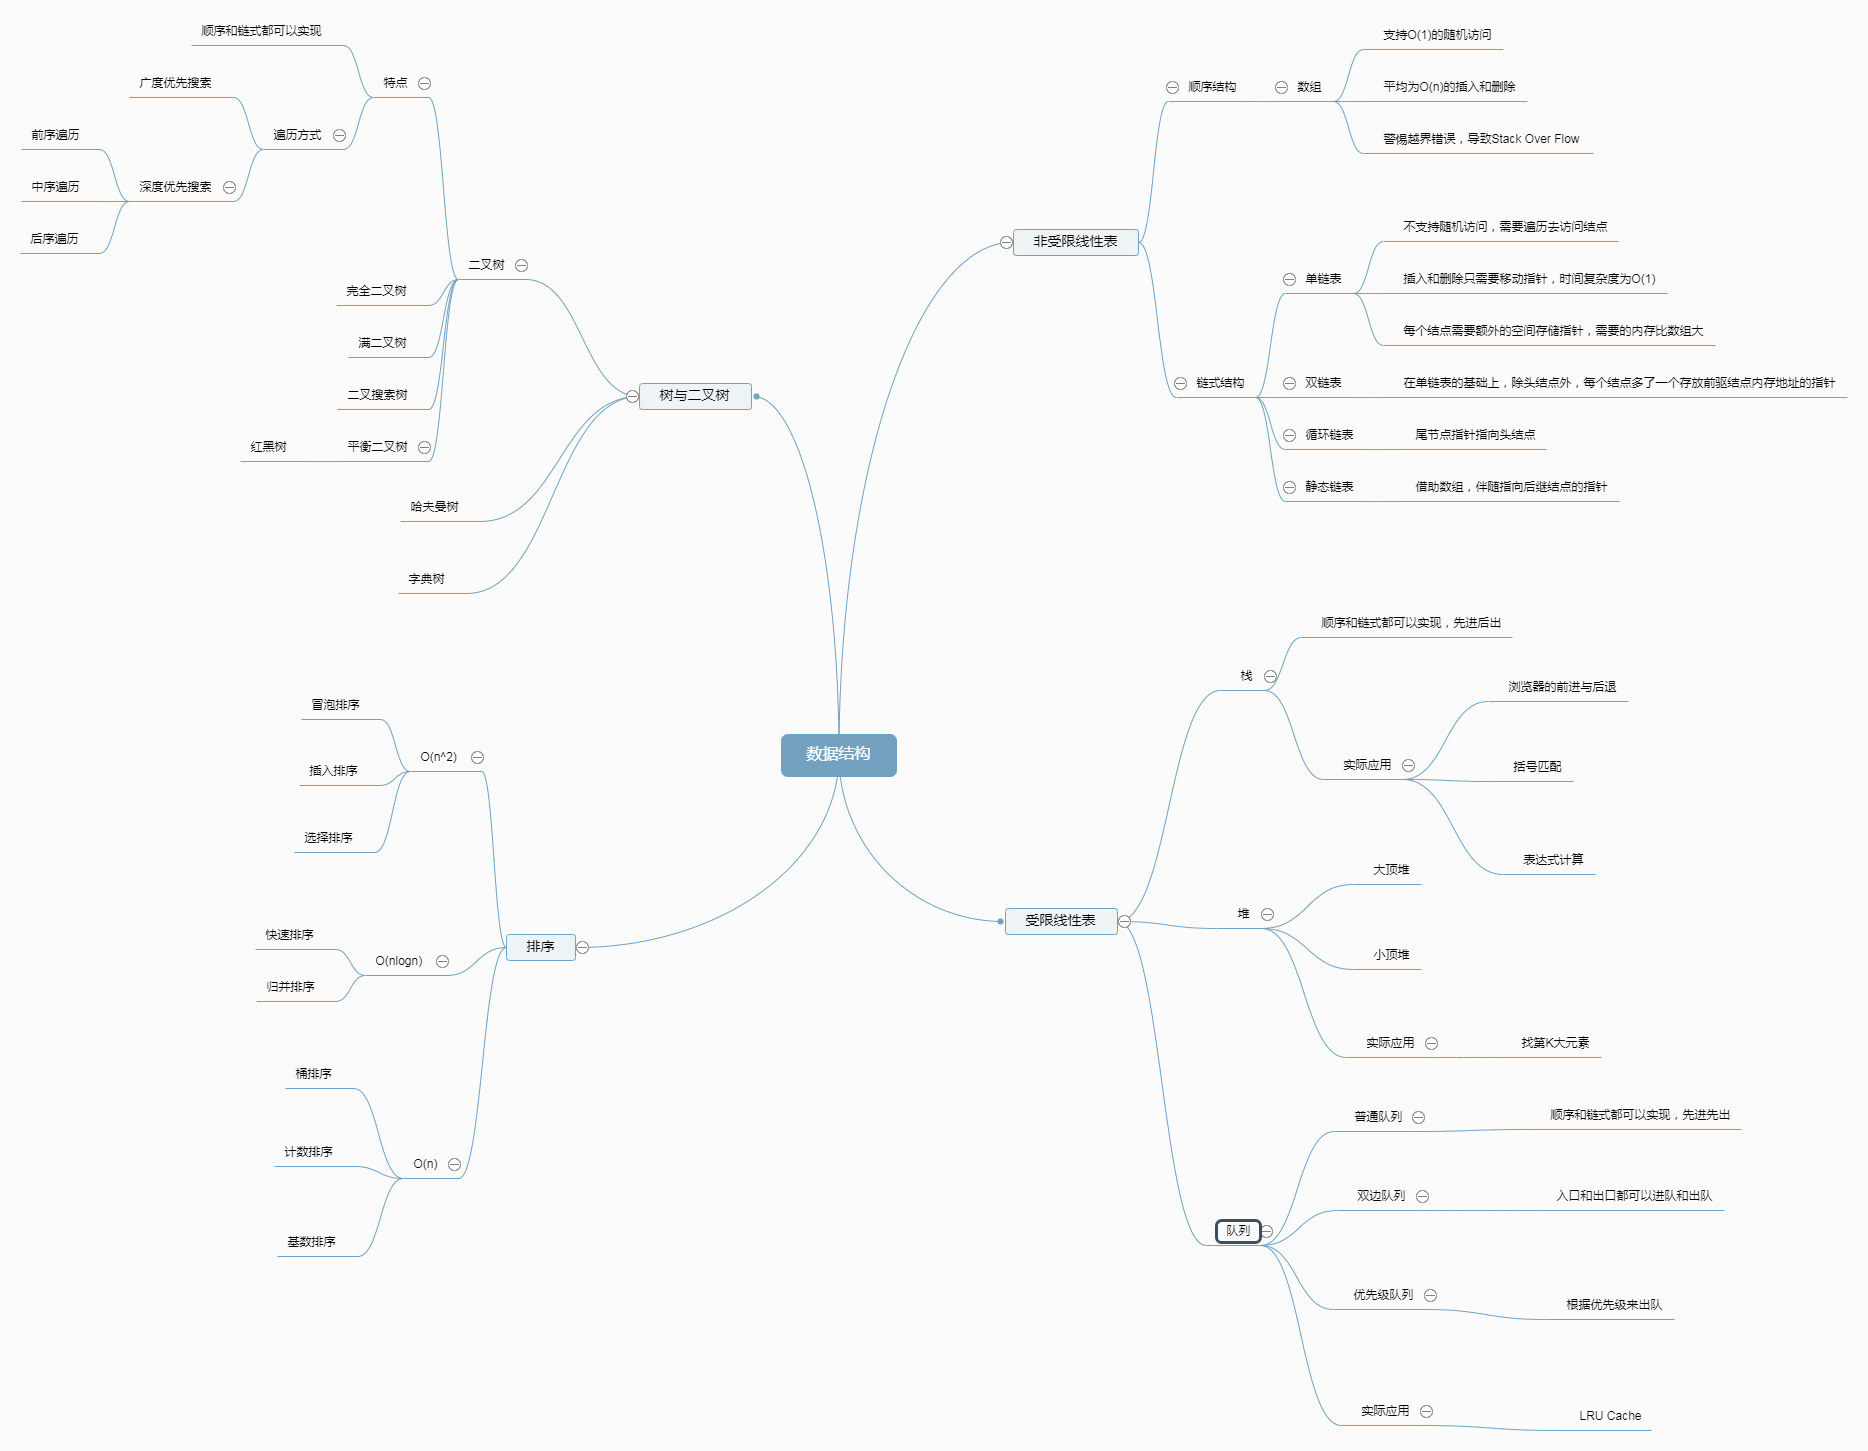 数据结构
非受限线性表
顺序结构
数组
支持O(1)的随机访问
平均为O(n)的插入和删除
警惕越界错误，导致Stack Over Flow
链式结构
单链表
不支持随机访问，需要遍历去访问结点
插入和删除只需要移动指针，时间复杂度为O(1)
每个结点需要额外的空间存储指针，需要的内存比数组大
双链表
在单链表的基础上，除头结点外，每个结点多了一个存放前驱结点内存地址的指针
循环链表
尾节点指针指向头结点
静态链表
借助数组，伴随指向后继结点的指针
受限线性表
栈
顺序和链式都可以实现，先进后出
实际应用
浏览器的前进与后退
括号匹配
表达式计算
堆
大顶堆
小顶堆
实际应用
找第K大元素
队列
普通队列
顺序和链式都可以实现，先进先出
双边队列
入口和出口都可以进队和出队
优先级队列
根据优先级来出队
实际应用
LRU Cache
树与二叉树
二叉树
特点
顺序和链式都可以实现
遍历方式
广度优先搜索
深度优先搜索
前序遍历
中序遍历
后序遍历
完全二叉树
满二叉树
二叉搜索树
平衡二叉树
红黑树
哈夫曼树
字典树
排序
O(n^2)
冒泡排序
插入排序
选择排序
O(nlogn)
快速排序
归并排序
O(n)
桶排序
计数排序
基数排序